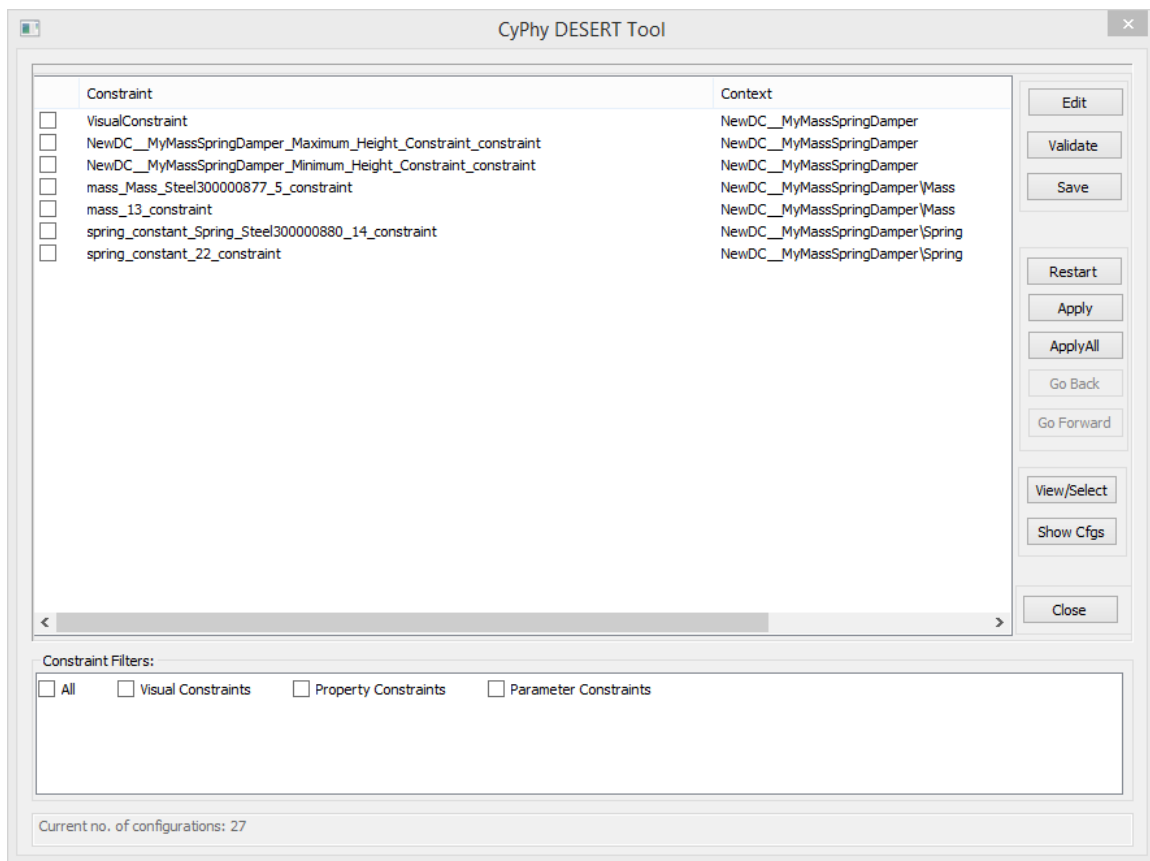 CyPhy DESERT Tool
Constraint Context
VisualConstraint NewDC__MyMassSpringDamper
NewDC__MyMassSpringDamper_Maximum_Height_Constraint_constraint NewDC__MyMassSpringDamper
NewDC__MyMassSpringDamper_Minimum_Height_Constraint_constraint NewDC__MyMassSpringDamper
mass_Mass_Steel300000877_5_constraint NewDC__MyMassSpringDamper\Mass
mass_13_constraint NewDC__MyMassSpringDamper\Mass
spring_constant_Spring_Steel300000880_14_constraint NewDC__MyMassSpringDamper\Spring
spring_constant_22_constraint NewDC__MyMassSpringDamper\Spring
Edit
Validate
Save
Restart
Apply
ApplyAll
Go Back
Go Forward
View/Select
Show Cfgs
Close
Constraint Filters:
All Visual Constraints Property Constraints Parameter Constraints
Current no. of configurations: 27